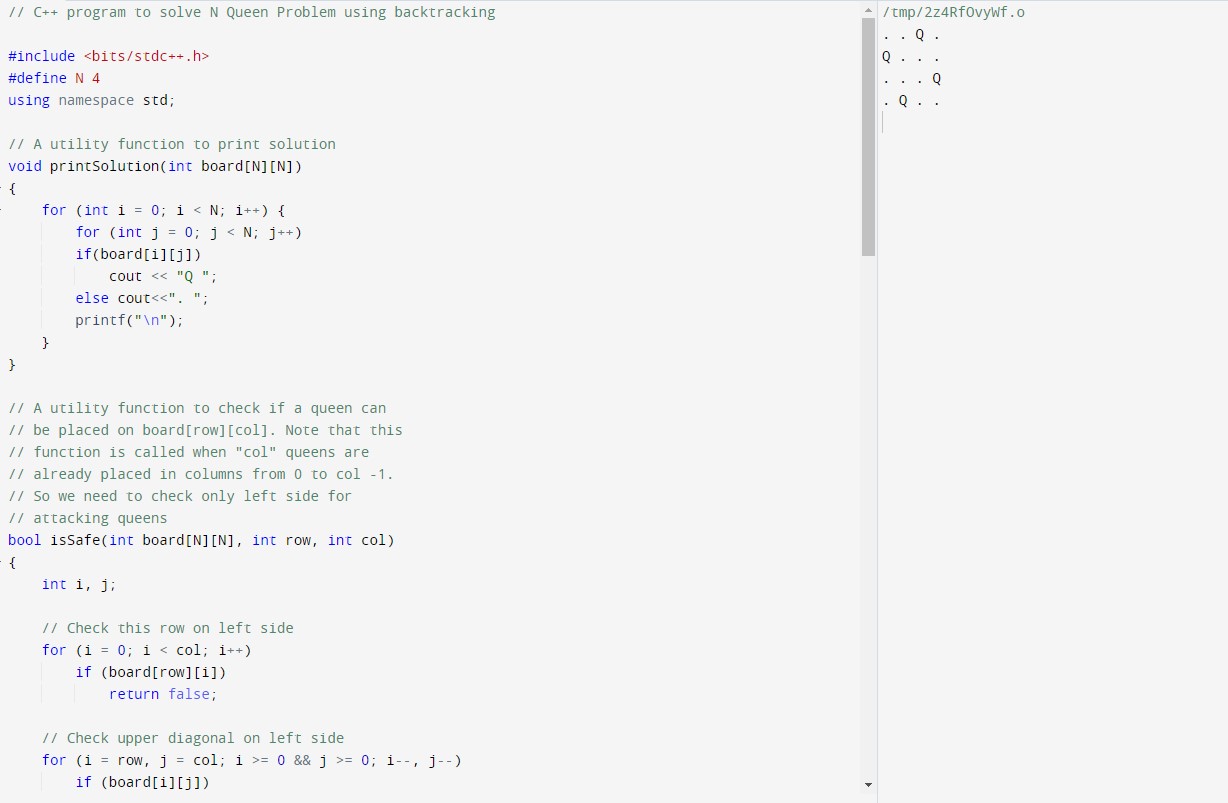 // C++ program to solve N Queen Problem using backtracking
#include <bits/stdc++.h>
#define N 4
using namespace std;
// A utility function to print solution
void printSolution(int board[N][N])
{
    for (int i = 0; i < N; i++) {
        for (int j = 0; j < N; j++)
        if(board[i][j])
            cout << "Q ";
        else cout<<". ";
        printf("\n");
    }
}
// A utility function to check if a queen can
// be placed on board[row][col]. Note that this
// function is called when "col" queens are
// already placed in columns from 0 to col -1.
// So we need to check only left side for
// attacking queens
bool isSafe(int board[N][N], int row, int col)
{
    int i, j;
    // Check this row on left side
    for (i = 0; i < col; i++)
        if (board[row][i])
            return false;
    // Check upper diagonal on left side
    for (i = row, j = col; i >= 0 && j >= 0; i--, j--)
        if (board[i][j])
/tmp/2z4RfOvyWf.o
. . Q .
Q . . .
. . . Q
. Q . .